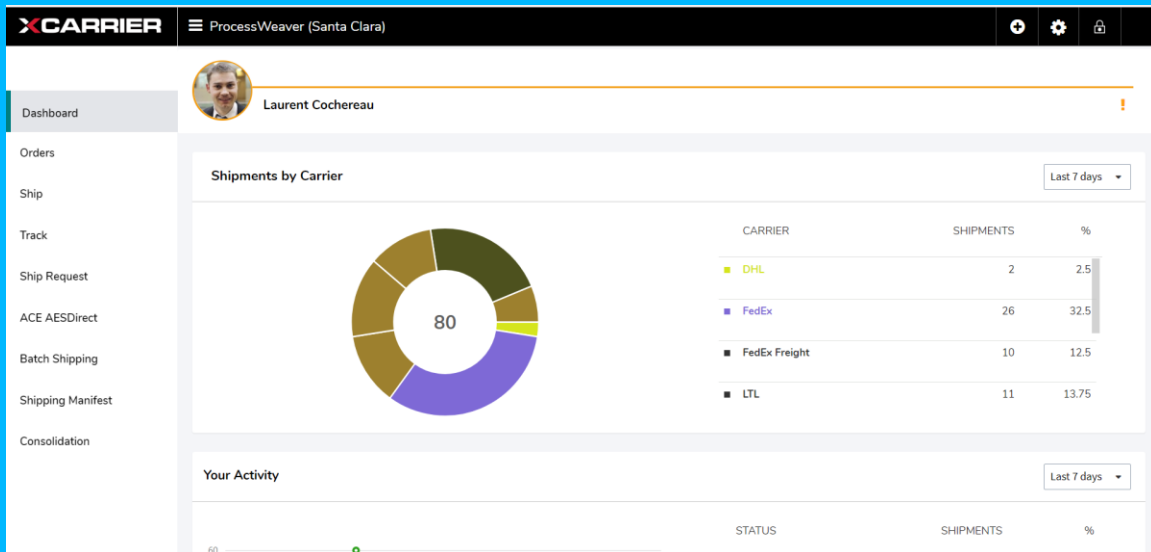 XCARRIER
ProcessWeaver (Santa Clara)
Laurent Cochereau
!
Dashboard
Orders
Ship
Track
Ship Request
ACE AESDirect
Batch Shipping
Shipping Manifest
Consolidation
Shipments by Carrier
Last 7 days
80
CARRIER SHIPMENTS %
DHL 2 2.5
FedEx 26 32.5
FedEx Freight 10 12.5
LTL 11 13.75
Your Activity
Last 7 days
STATUS SHIPMENTS %
60